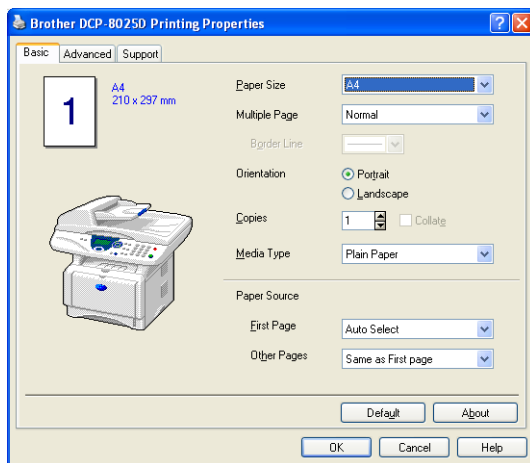 Brother DCP-8025D Printing Properties
Basic Advanced Support
1
A4
210 x 297 mm
Paper Size A4
Multiple Page Normal
Border Line
Orientation Portrait
Landscape
Copies 1 Collate
Media Type Plain Paper
Paper Source
First Page Auto Select
Other Pages Same as First page
Default About
OK Cancel Help